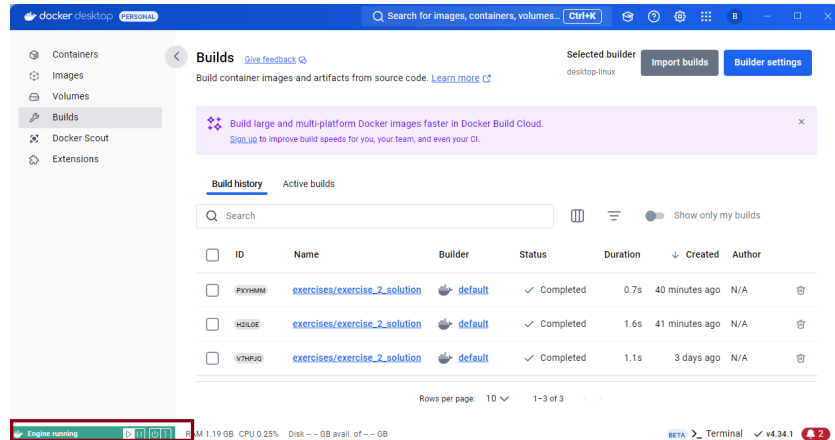 docker desktop PERSONAL Search for images, containers, volumes... Ctrl+K B
Containers
Images
Volumes
Builds
Docker Scout
Extensions
Builds Give feedback
Build container images and artifacts from source code. Learn more
Selected builder
desktop-linux
Import builds
Builder settings
Build large and multi-platform Docker images faster in Docker Build Cloud.
Sign up to improve build speeds for you, your team, and even your CI.
Build history Active builds
Search Show only my builds
ID Name Builder Status Duration Created Author
PXYHMM exercises/exercise_2_solution default Completed 0.7s 40 minutes ago N/A
H2IL0E exercises/exercise_2_solution default Completed 1.6s 41 minutes ago N/A
V7HPJQ exercises/exercise_2_solution default Completed 1.1s 3 days ago N/A
Rows per page: 10 1–3 of 3
Engine running RAM 1.19 GB CPU 0.25% Disk --.-- GB avail. of --.-- GB BETA Terminal v4.34.1 2